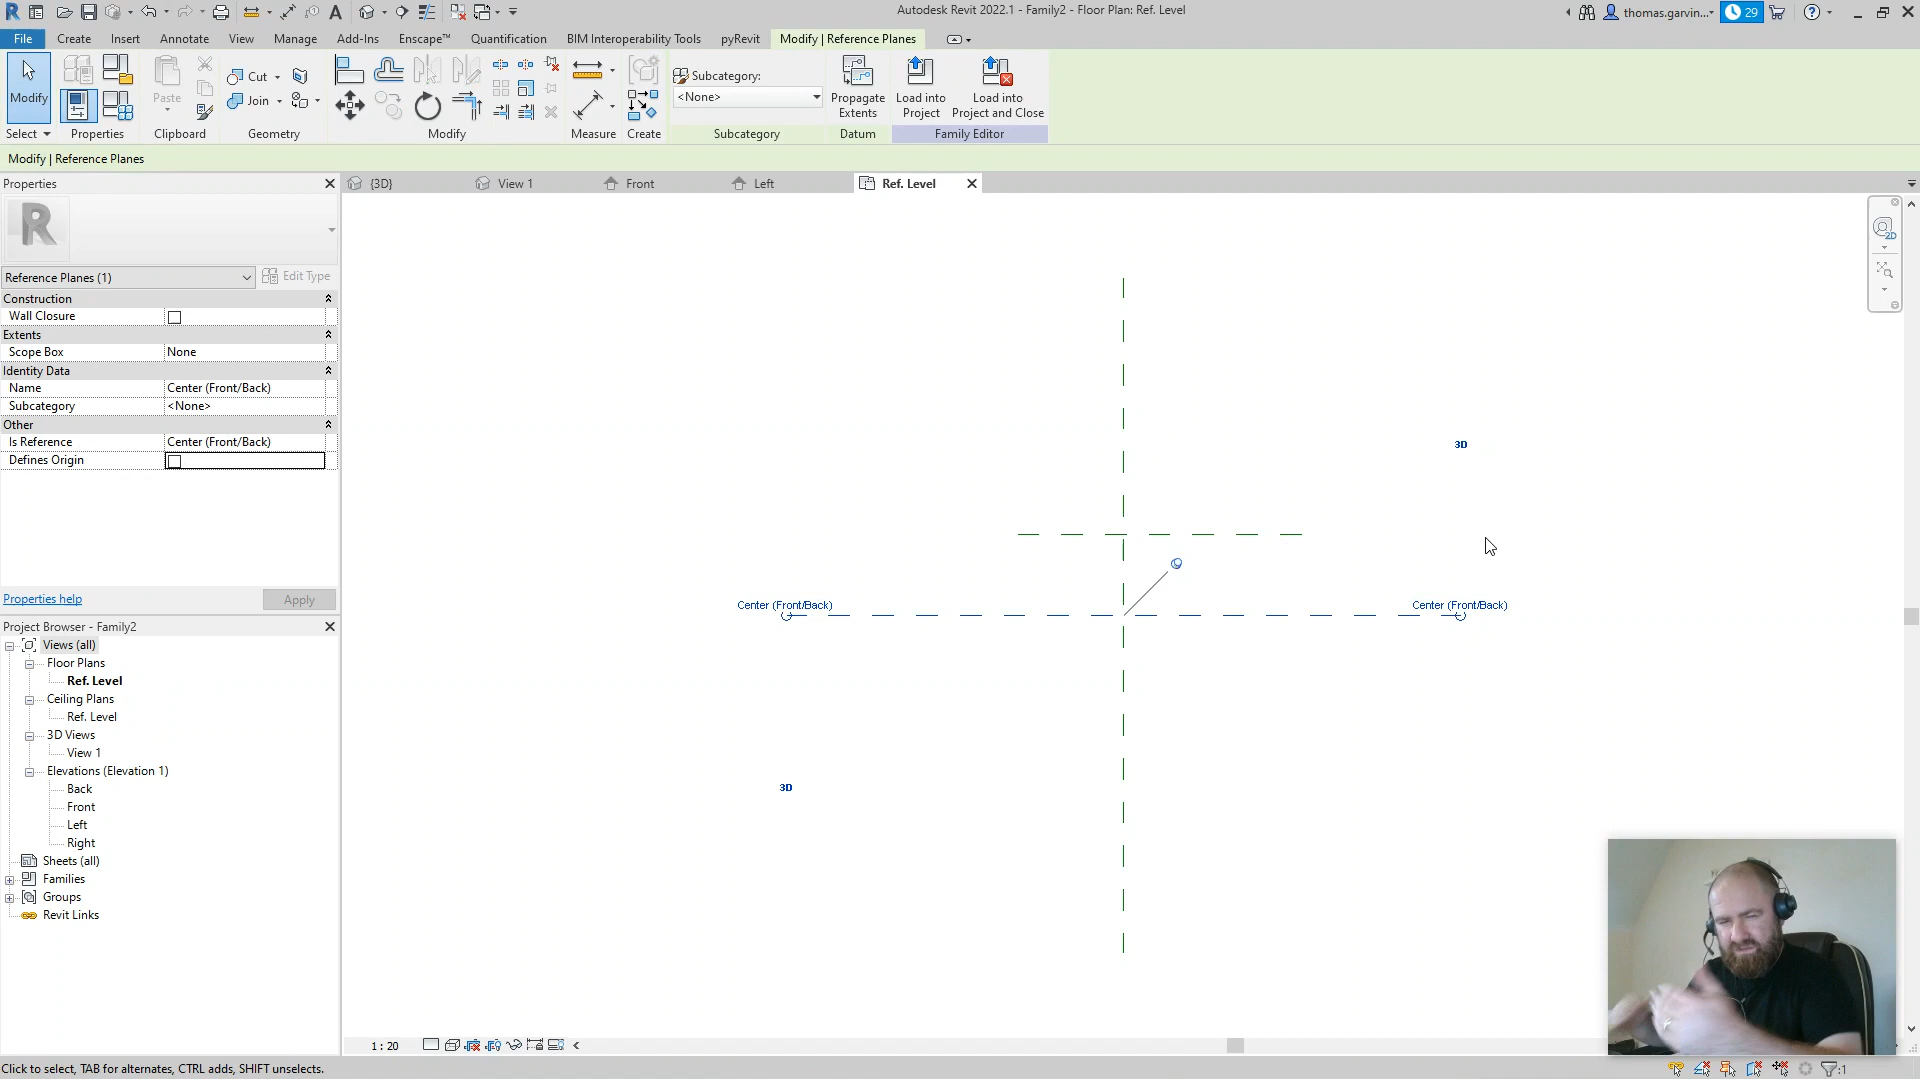 Autodesk Revit 2022.1 - Family2 - Floor Plan: Ref. Level
thomas.garvin...
29
File
Create
Insert
Annotate
View
Manage
Add-Ins
Enscape™
Quantification
BIM Interoperability Tools
pyRevit
Modify | Reference Planes
Modify
Paste
Cut
Join
Subcategory:
<None>
Propagate
Extents
Load into
Project
Load into
Project and Close
Select
Properties
Clipboard
Geometry
Modify
Measure
Create
Subcategory
Datum
Family Editor
Modify | Reference Planes
Properties
{3D}
View 1
Front
Left
Ref. Level
R
Reference Planes (1)
Edit Type
Construction
Wall Closure
Extents
Scope Box None
Identity Data
Name Center (Front/Back)
Subcategory <None>
Other
Is Reference Center (Front/Back)
Defines Origin
Properties help
Apply
Project Browser - Family2
Views (all)
Floor Plans
Ref. Level
Ceiling Plans
Ref. Level
3D Views
View 1
Elevations (Elevation 1)
Back
Front
Left
Right
Sheets (all)
Families
Groups
Revit Links
3D
Center (Front/Back)
Center (Front/Back)
3D
2D
1 : 20
Click to select, TAB for alternates, CTRL adds, SHIFT unselects.
:1